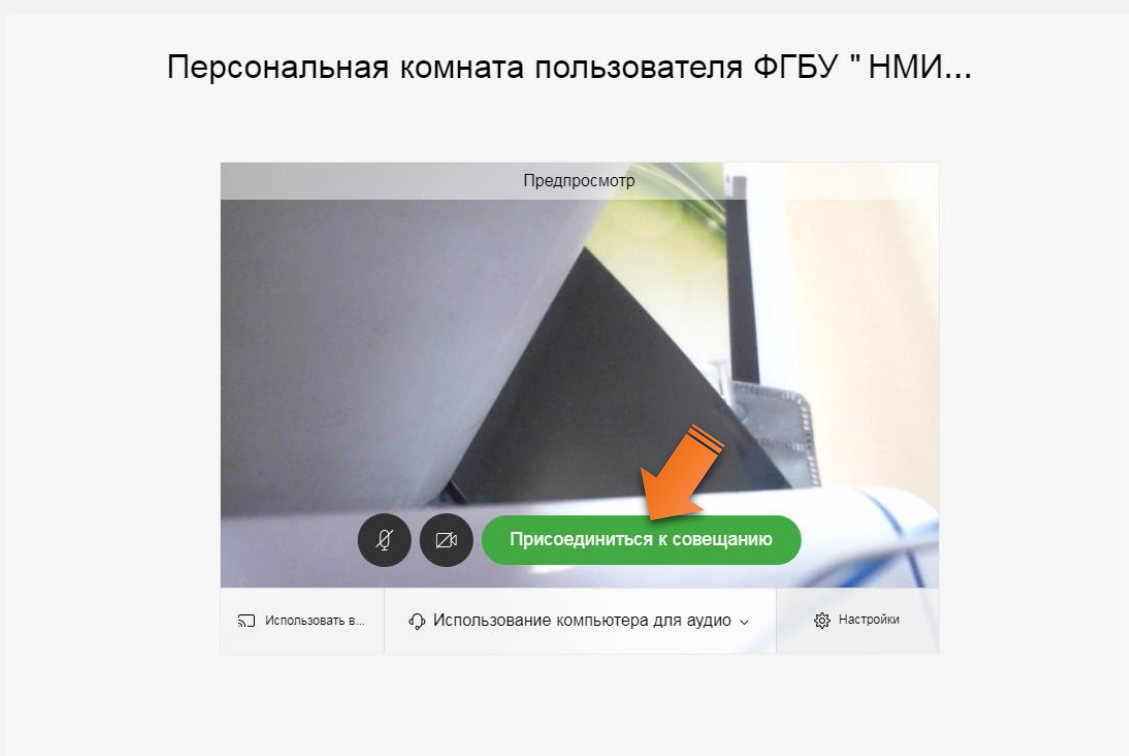 Персональная комната пользователя ФГБУ " НМИ...
Предпросмотр
Присоединиться к совещанию
Использовать в...
Использование компьютера для аудио
Настройки